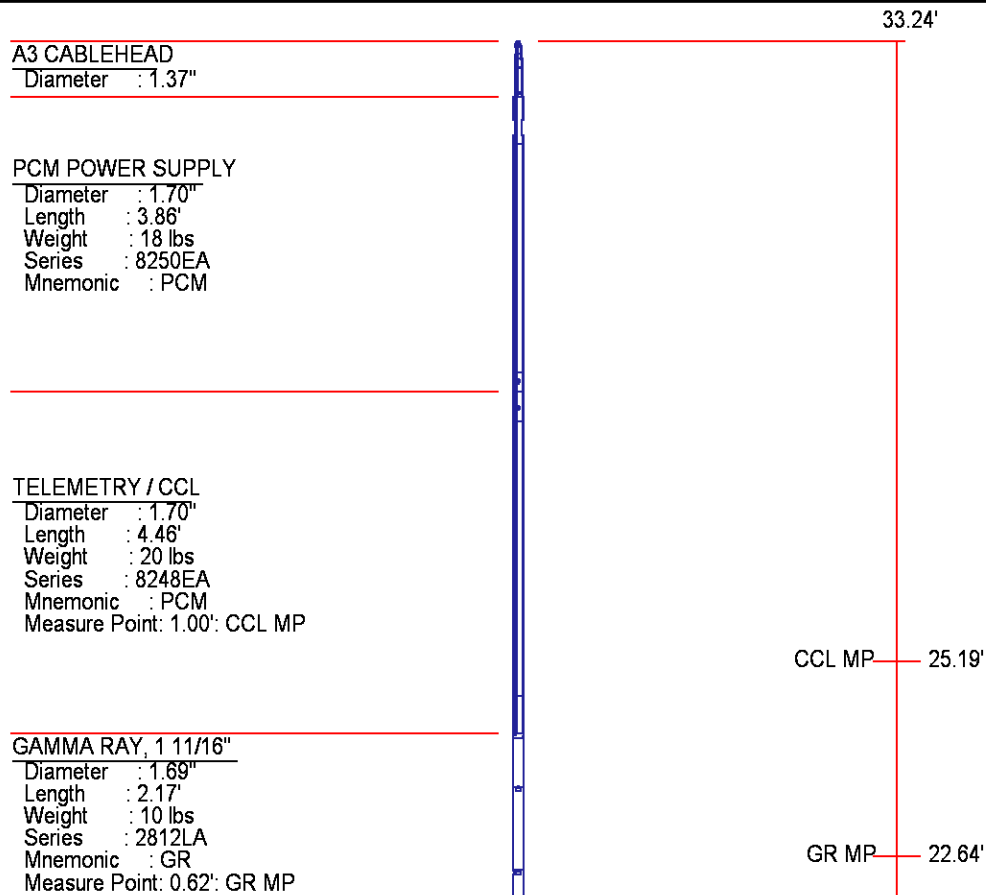 33.24'
A3 CABLEHEAD
Diameter : 1.37"
PCM POWER SUPPLY
Diameter : 1.70"
Length : 3.86'
Weight : 18 lbs
Series : 8250EA
Mnemonic : PCM
TELEMETRY / CCL
Diameter : 1.70"
Length : 4.46'
Weight : 20 lbs
Series : 8248EA
Mnemonic : PCM
Measure Point: 1.00': CCL MP
CCL MP 25.19'
GAMMA RAY, 1 11/16"
Diameter : 1.69"
Length : 2.17'
Weight : 10 lbs
Series : 2812LA
Mnemonic : GR
Measure Point: 0.62': GR MP
GR MP 22.64'